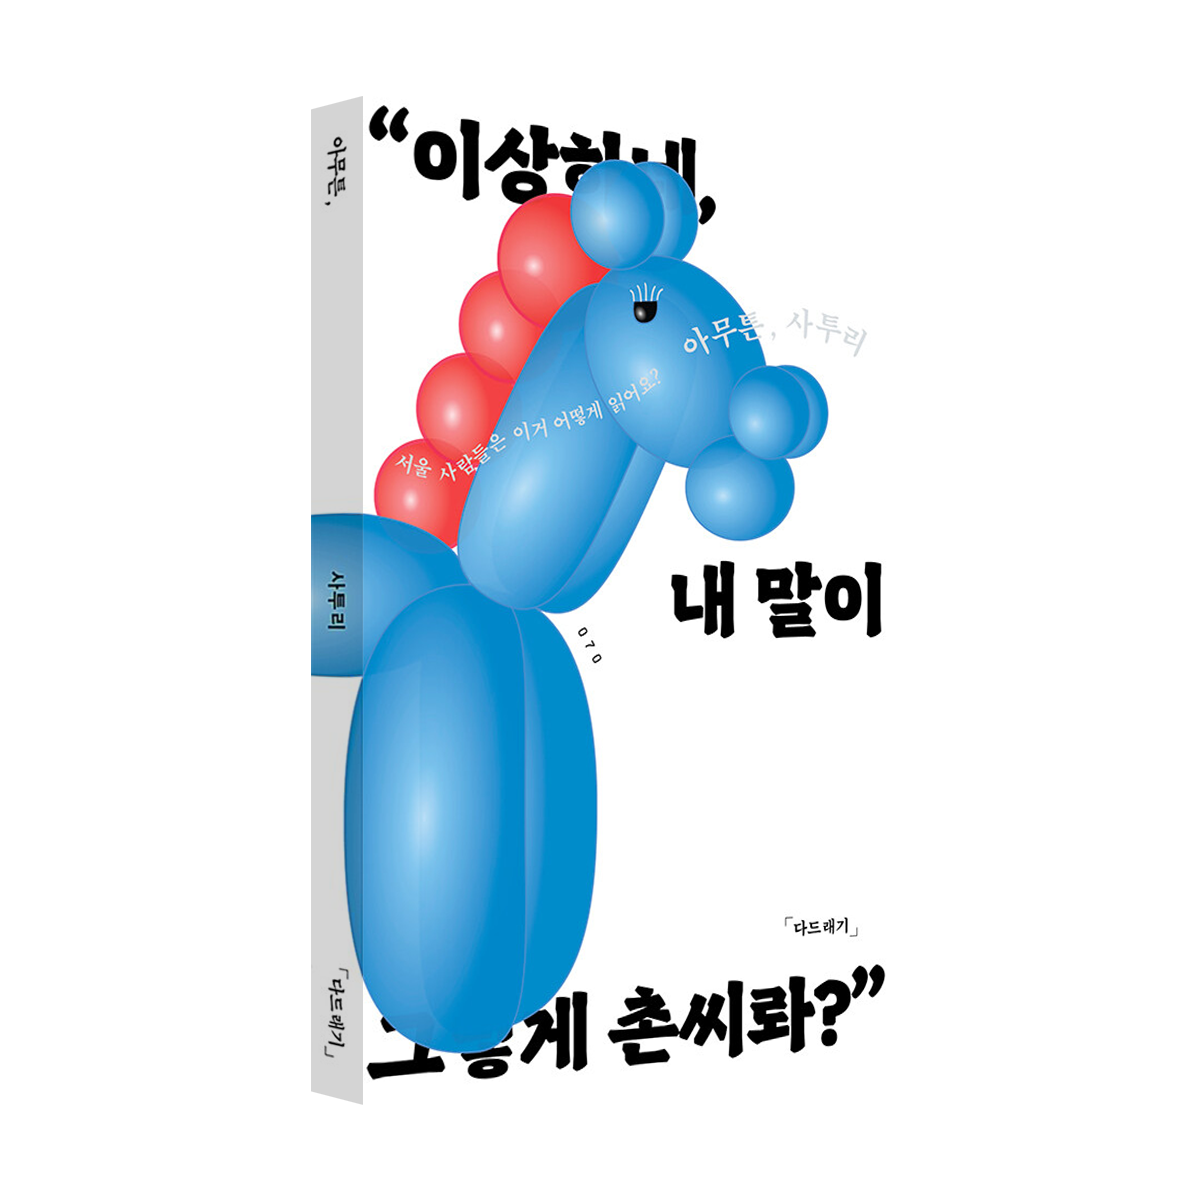 아무튼,
사투리
「다드래기」
“이상하네,
아무튼, 사투리
서울 사람들은 이거 어떻게 읽어요?
내 말이
070
「다드래기」
그렇게 촌씨롸?”